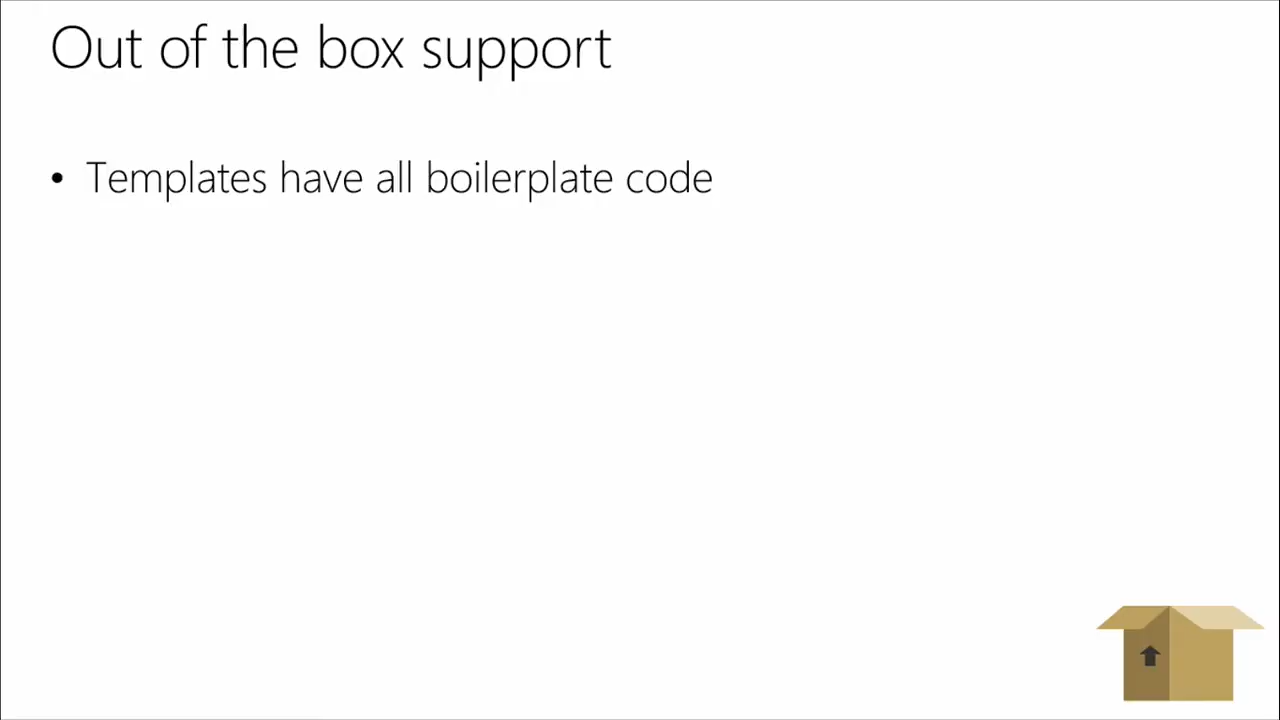 Out of the box support
• Templates have all boilerplate code